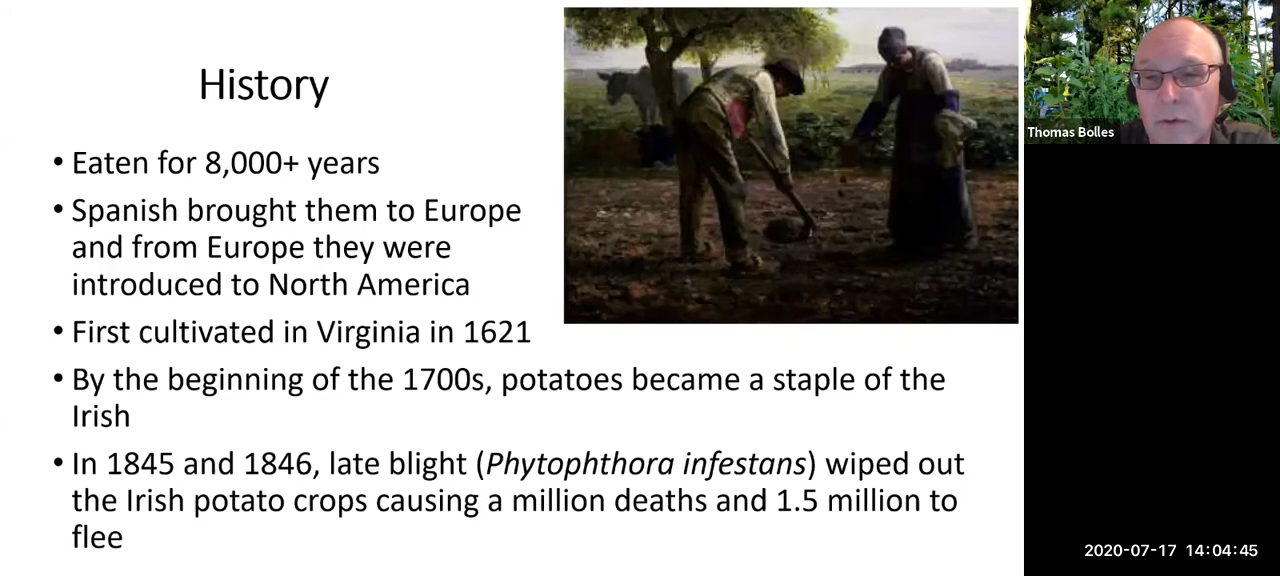 History
• Eaten for 8,000+ years
• Spanish brought them to Europe
and from Europe they were
introduced to North America
• First cultivated in Virginia in 1621
• By the beginning of the 1700s, potatoes became a staple of the
Irish
• In 1845 and 1846, late blight (Phytophthora infestans) wiped out
the Irish potato crops causing a million deaths and 1.5 million to
flee
Thomas Bolles
2020-07-17 14:04:45